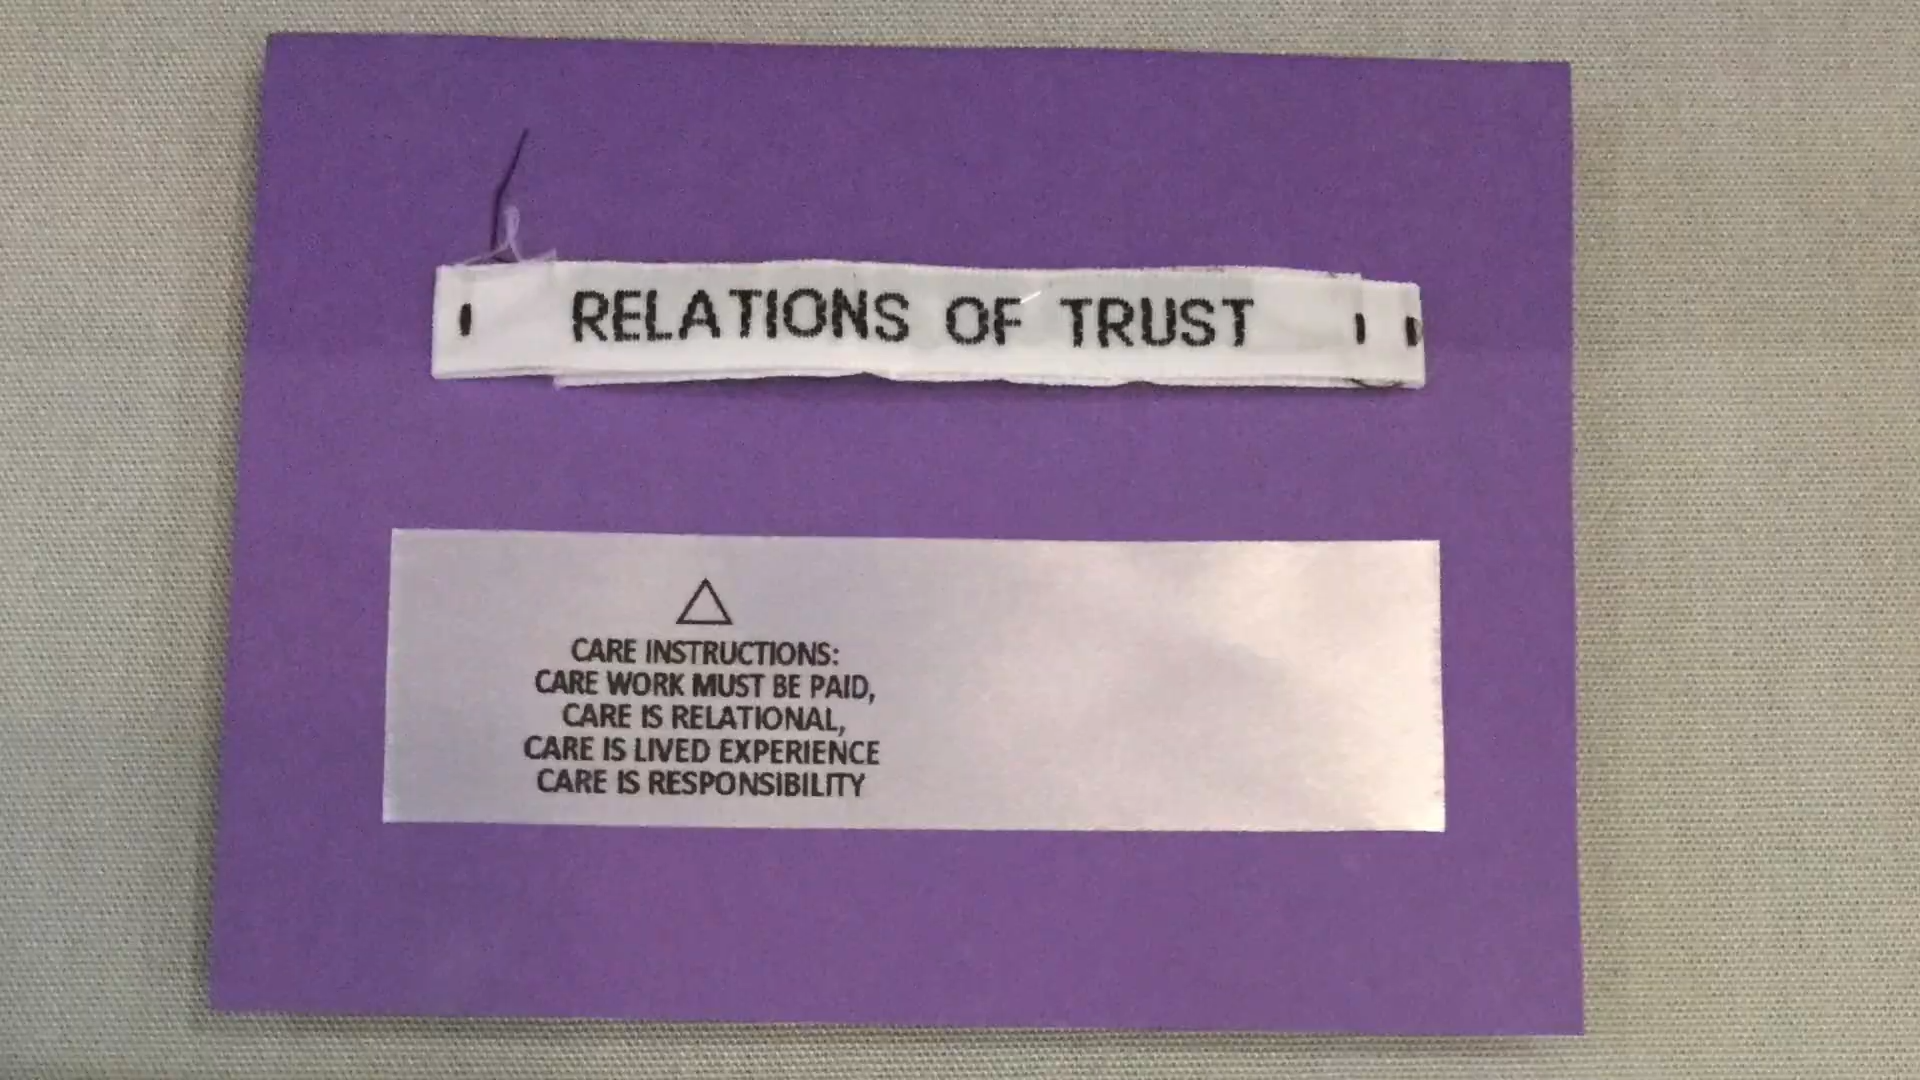 RELATIONS OF TRUST
CARE INSTRUCTIONS:
CARE WORK MUST BE PAID,
CARE IS RELATIONAL,
CARE IS LIVED EXPERIENCE
CARE IS RESPONSIBILITY